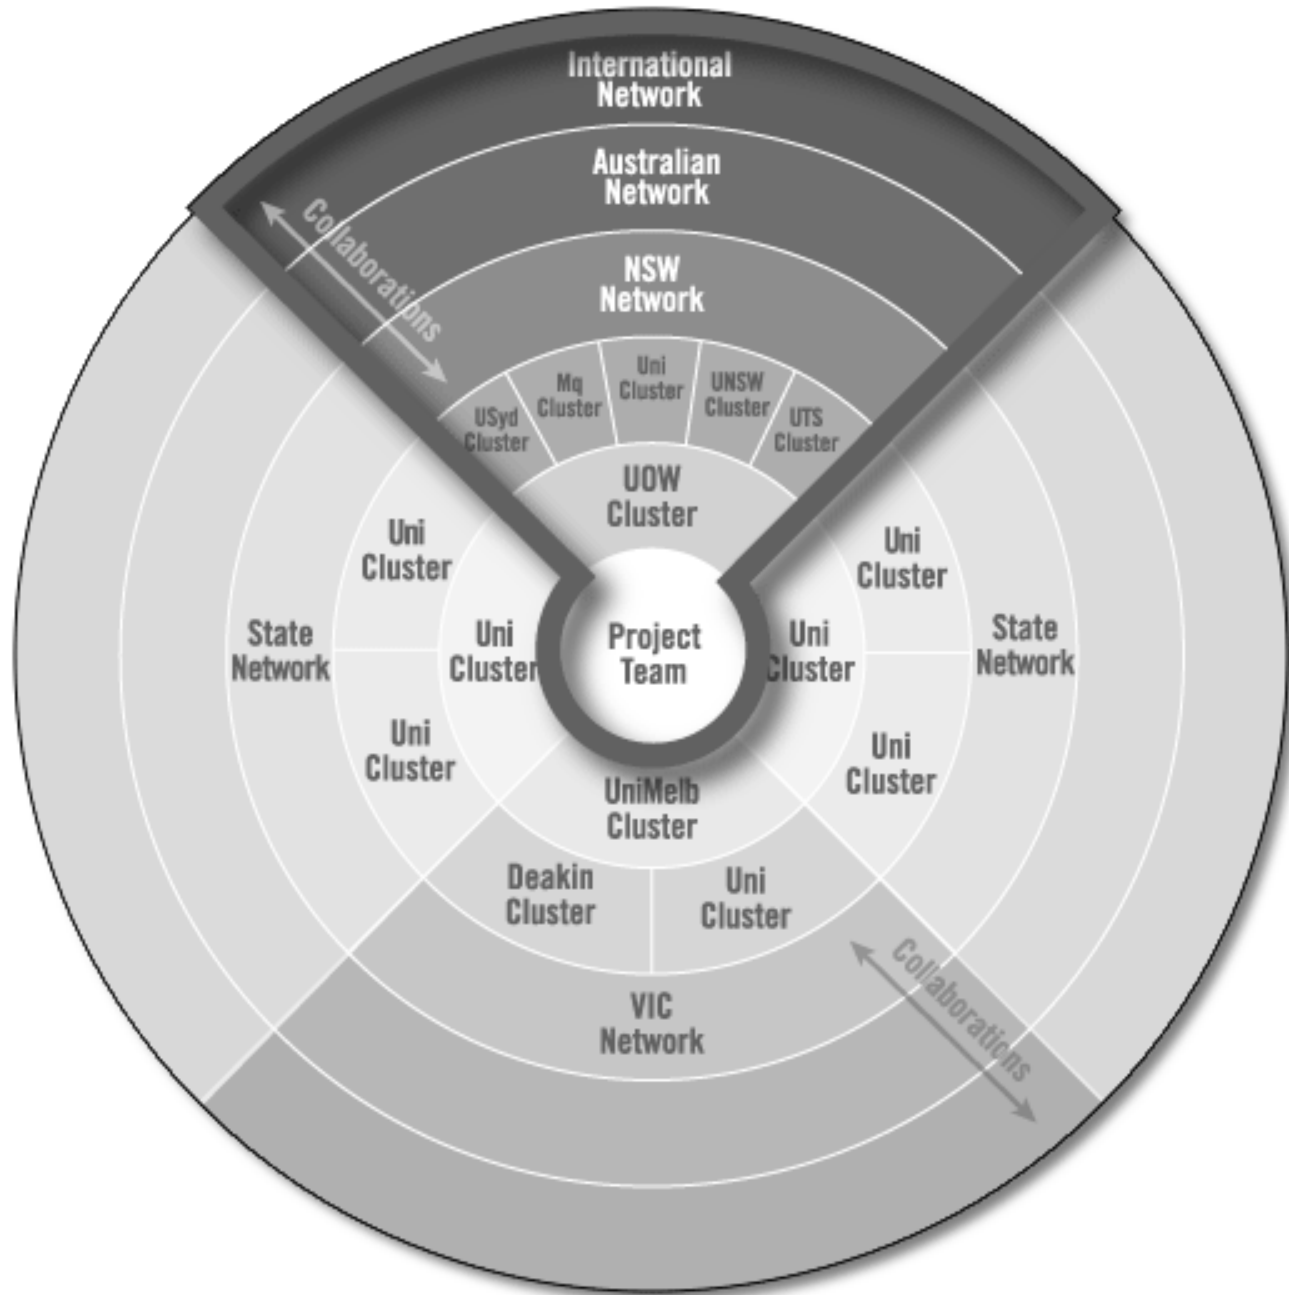 International
Network
Australian
Network
Collaborations
NSW
Network
USyd
Cluster
Mq
Cluster
Uni
Cluster
UNSW
Cluster
UTS
Cluster
UOW
Cluster
Uni
Cluster
Uni
Cluster
State
Network
Uni
Cluster
Project
Team
Uni
Cluster
State
Network
Uni
Cluster
Uni
Cluster
UniMelb
Cluster
Deakin
Cluster
Uni
Cluster
Collaborations
VIC
Network